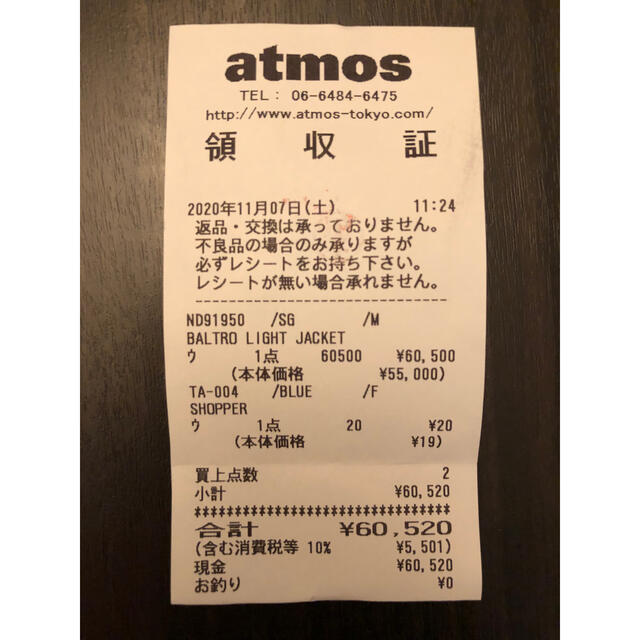 atmos
TEL： 06-6484-6475
http://www.atmos-tokyo.com/
領 収 証
2020年11月07日(土) 11:24
返品・交換は承っておりません。
不良品の場合のみ承りますが
必ずレシートをお持ち下さい。
レシートが無い場合承れません。
ND91950 /SG /M
BALTRO LIGHT JACKET
ウ 1点 60500 ¥60,500
(本体価格 ¥55,000)
TA-004 /BLUE /F
SHOPPER
ウ 1点 20 ¥20
(本体価格 ¥19)
買上点数 2
小計 ¥60,520
***********************************
合計 ¥60,520
(含む消費税等 10% ¥5,501)
現金 ¥60,520
お釣り ¥0